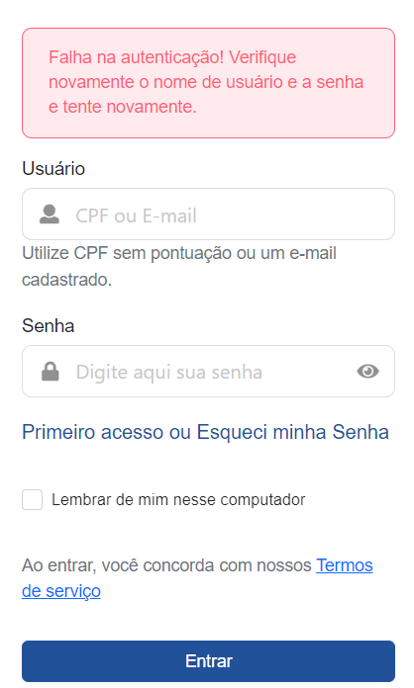 Falha na autenticação! Verifique
novamente o nome de usuário e a senha
e tente novamente.
Usuário
CPF ou E-mail
Utilize CPF sem pontuação ou um e-mail
cadastrado.
Senha
Digite aqui sua senha
Primeiro acesso ou Esqueci minha Senha
Lembrar de mim nesse computador
Ao entrar, você concorda com nossos Termos
de serviço
Entrar